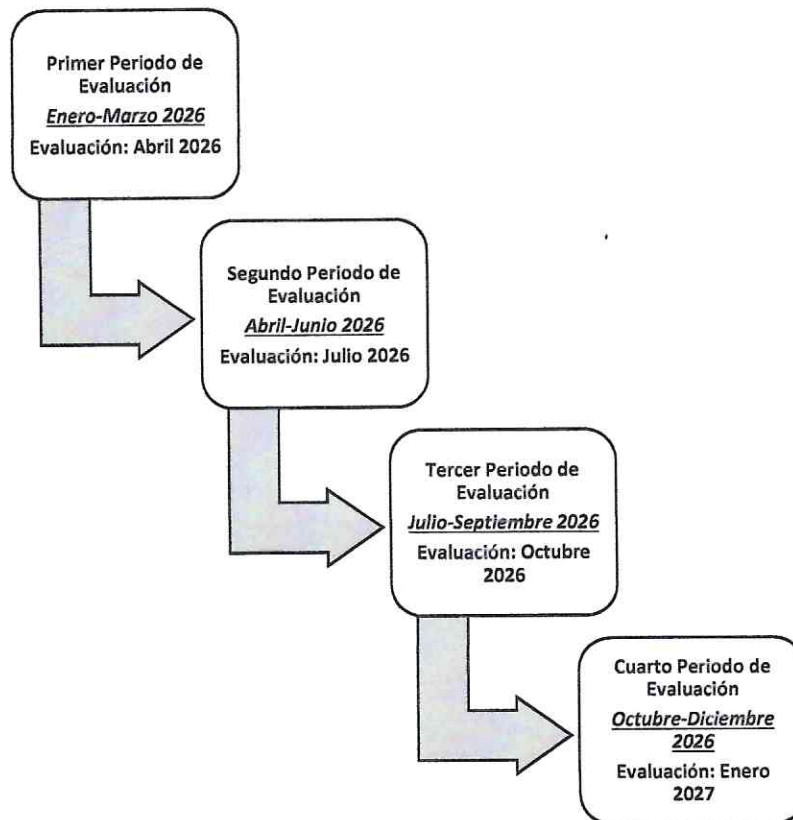 Primer Periodo de
Evaluación
Enero-Marzo 2026
Evaluación: Abril 2026
Segundo Periodo de
Evaluación
Abril-Junio 2026
Evaluación: Julio 2026
Tercer Periodo de
Evaluación
Julio-Septiembre 2026
Evaluación: Octubre
2026
Cuarto Periodo de
Evaluación
Octubre-Diciembre
2026
Evaluación: Enero
2027